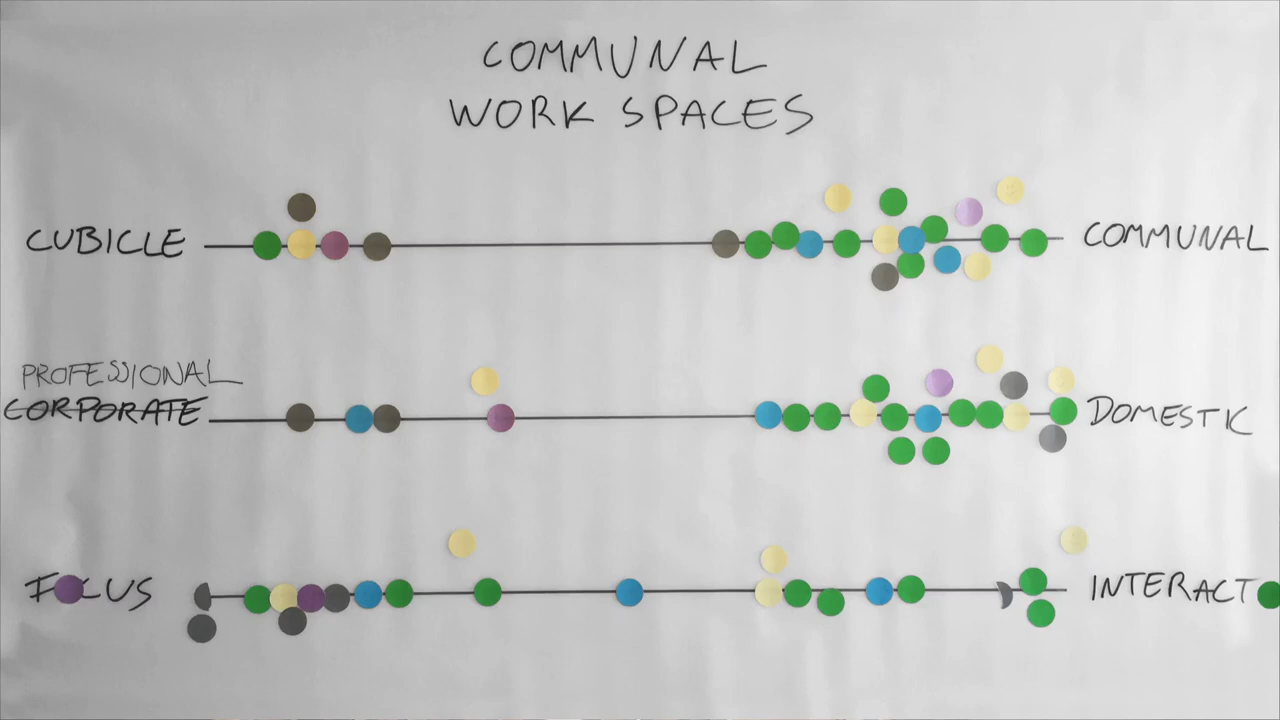 COMMUNAL
WORK SPACES
CUBICLE COMMUNAL
PROFESSIONAL
CORPORATE DOMESTIC
FOCUS INTERACT